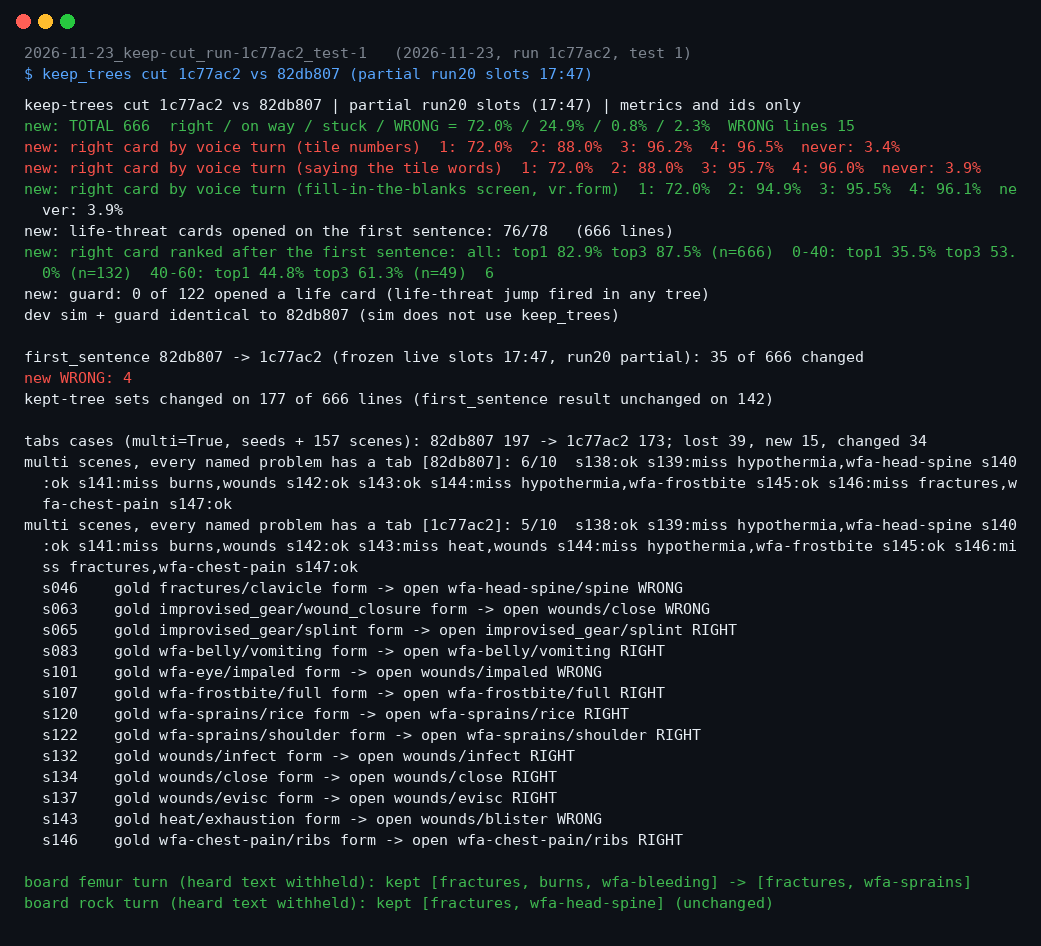 2026-11-23_keep-cut_run-1c77ac2_test-1   (2026-11-23, run 1c77ac2, test 1)
$ keep_trees cut 1c77ac2 vs 82db807 (partial run20 slots 17:47)
keep-trees cut 1c77ac2 vs 82db807 | partial run20 slots (17:47) | metrics and ids only
new: TOTAL 666  right / on way / stuck / WRONG = 72.0% / 24.9% / 0.8% / 2.3%  WRONG lines 15
new: right card by voice turn (tile numbers)  1: 72.0%  2: 88.0%  3: 96.2%  4: 96.5%  never: 3.4%
new: right card by voice turn (saying the tile words)  1: 72.0%  2: 88.0%  3: 95.7%  4: 96.0%  never: 3.9%
new: right card by voice turn (fill-in-the-blanks screen, vr.form)  1: 72.0%  2: 94.9%  3: 95.5%  4: 96.1%  ne
ver: 3.9%
new: life-threat cards opened on the first sentence: 76/78   (666 lines)
new: right card ranked after the first sentence: all: top1 82.9% top3 87.5% (n=666)  0-40: top1 35.5% top3 53.
0% (n=132)  40-60: top1 44.8% top3 61.3% (n=49)  6
new: guard: 0 of 122 opened a life card (life-threat jump fired in any tree)
dev sim + guard identical to 82db807 (sim does not use keep_trees)
first_sentence 82db807 -> 1c77ac2 (frozen live slots 17:47, run20 partial): 35 of 666 changed
new WRONG: 4
kept-tree sets changed on 177 of 666 lines (first_sentence result unchanged on 142)
tabs cases (multi=True, seeds + 157 scenes): 82db807 197 -> 1c77ac2 173; lost 39, new 15, changed 34
multi scenes, every named problem has a tab [82db807]: 6/10  s138:ok s139:miss hypothermia,wfa-head-spine s140
:ok s141:miss burns,wounds s142:ok s143:ok s144:miss hypothermia,wfa-frostbite s145:ok s146:miss fractures,w
fa-chest-pain s147:ok
multi scenes, every named problem has a tab [1c77ac2]: 5/10  s138:ok s139:miss hypothermia,wfa-head-spine s140
:ok s141:miss burns,wounds s142:ok s143:miss heat,wounds s144:miss hypothermia,wfa-frostbite s145:ok s146:mi
ss fractures,wfa-chest-pain s147:ok
s046    gold fractures/clavicle form -> open wfa-head-spine/spine WRONG
s063    gold improvised_gear/wound_closure form -> open wounds/close WRONG
s065    gold improvised_gear/splint form -> open improvised_gear/splint RIGHT
s083    gold wfa-belly/vomiting form -> open wfa-belly/vomiting RIGHT
s101    gold wfa-eye/impaled form -> open wounds/impaled WRONG
s107    gold wfa-frostbite/full form -> open wfa-frostbite/full RIGHT
s120    gold wfa-sprains/rice form -> open wfa-sprains/rice RIGHT
s122    gold wfa-sprains/shoulder form -> open wfa-sprains/shoulder RIGHT
s132    gold wounds/infect form -> open wounds/infect RIGHT
s134    gold wounds/close form -> open wounds/close RIGHT
s137    gold wounds/evisc form -> open wounds/evisc RIGHT
s143    gold heat/exhaustion form -> open wounds/blister WRONG
s146    gold wfa-chest-pain/ribs form -> open wfa-chest-pain/ribs RIGHT
board femur turn (heard text withheld): kept [fractures, burns, wfa-bleeding] -> [fractures, wfa-sprains]
board rock turn (heard text withheld): kept [fractures, wfa-head-spine] (unchanged)